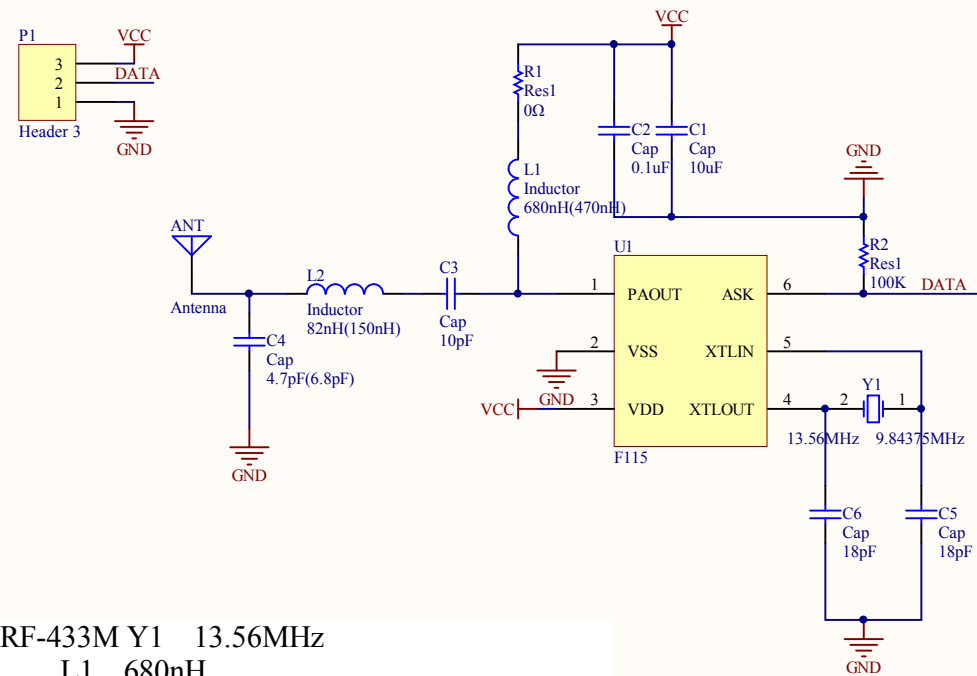 P1
VCC
3
DATA
2
1
Header 3
GND
VCC
R1
Res1
0Ω
C2
Cap
0.1uF
C1
Cap
10uF
L1
Inductor
680nH(470nH)
GND
R2
Res1
100K
DATA
ANT
Antenna
L2
Inductor
82nH(150nH)
C3
Cap
10pF
C4
Cap
4.7pF(6.8pF)
GND
U1
1 PAOUT ASK 6
2 VSS XTLIN 5
3 VDD XTLOUT 4
GND
VCC
F115
Y1
2 1
13.56MHz 9.84375MHz
C6
Cap
18pF
C5
Cap
18pF
GND
RF-433M Y1 13.56MHz
L1 680nH